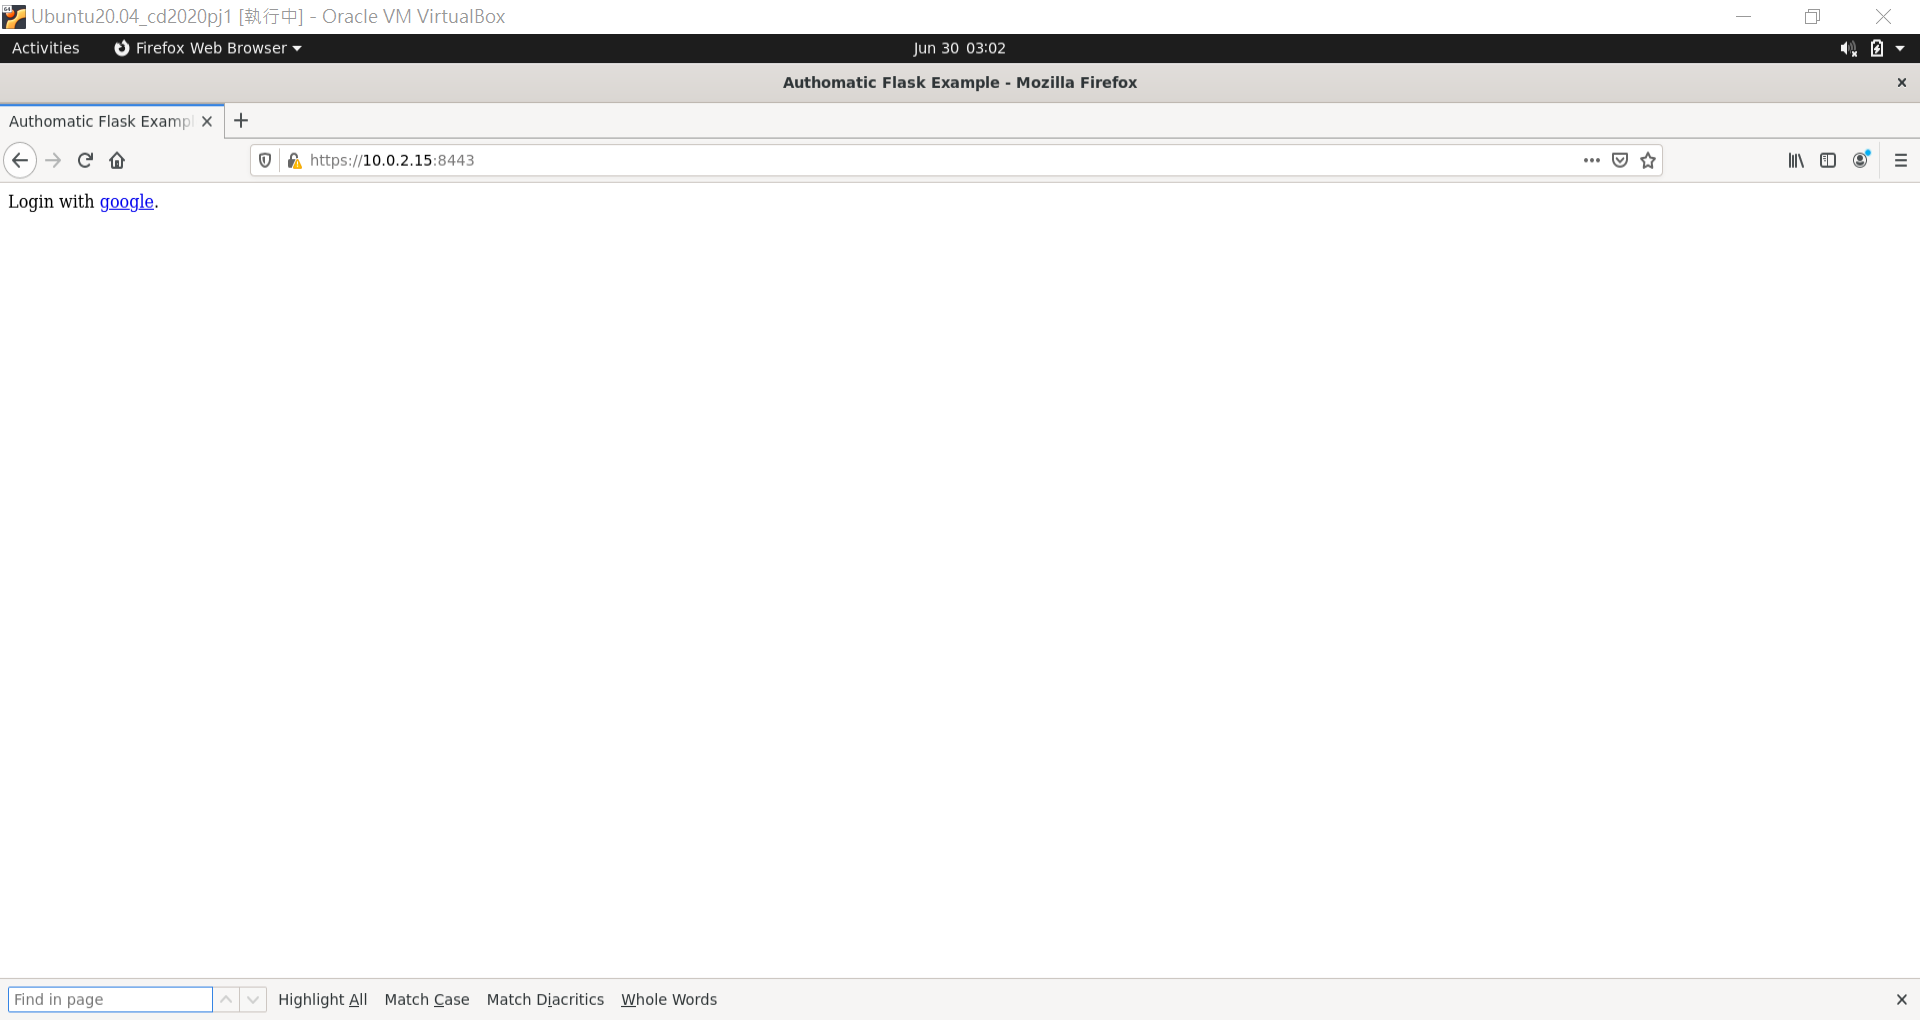 Ubuntu20.04_cd2020pj1 [執行中] - Oracle VM VirtualBox
Activities Firefox Web Browser Jun 30 03:02
Authomatic Flask Example - Mozilla Firefox
Authomatic Flask Exampl
https://10.0.2.15:8443
Login with google.
Find in page Highlight All Match Case Match Diacritics Whole Words